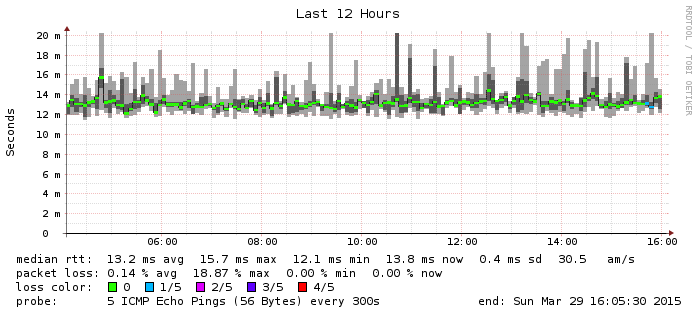 Last 12 Hours
RRDTOOL / TOBI OETIKER
Seconds
20 m
18 m
16 m
14 m
12 m
10 m
8 m
6 m
4 m
2 m
0
06:00 08:00 10:00 12:00 14:00 16:00
median rtt: 13.2 ms avg 15.7 ms max 12.1 ms min 13.8 ms now 0.4 ms sd 30.5 am/s
packet loss: 0.14 % avg 18.87 % max 0.00 % min 0.00 % now
loss color: 0 1/5 2/5 3/5 4/5
probe: 5 ICMP Echo Pings (56 Bytes) every 300s end: Sun Mar 29 16:05:30 2015